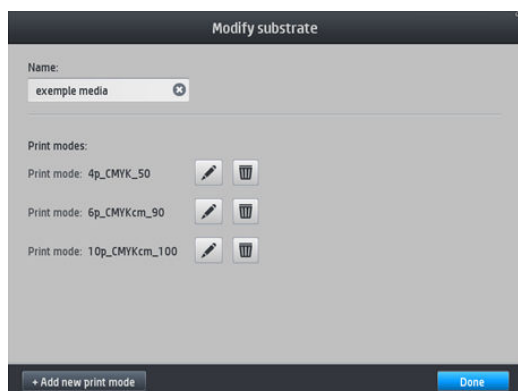 Modify substrate
Name:
exemple media
Print modes:
Print mode: 4p_CMYK_50
Print mode: 6p_CMYKcm_90
Print mode: 10p_CMYKcm_100
+ Add new print mode
Done